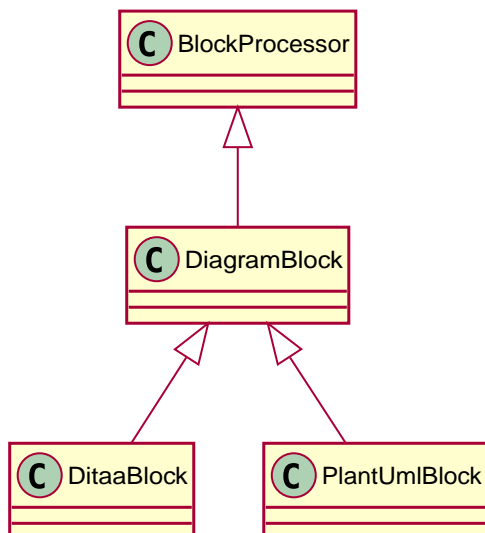 C BlockProcessor
C DiagramBlock
C DitaaBlock
C PlantUmlBlock